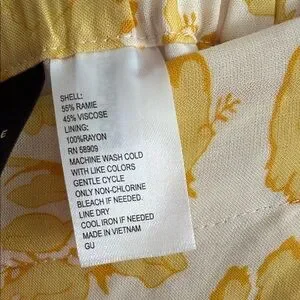 SHELL:
55% RAMIE
45% VISCOSE
LINING:
100%RAYON
RN 58909
MACHINE WASH COLD
WITH LIKE COLORS
GENTLE CYCLE
ONLY NON-CHLORINE
BLEACH IF NEEDED.
LINE DRY
COOL IRON IF NEEDED
MADE IN VIETNAM
GU
E